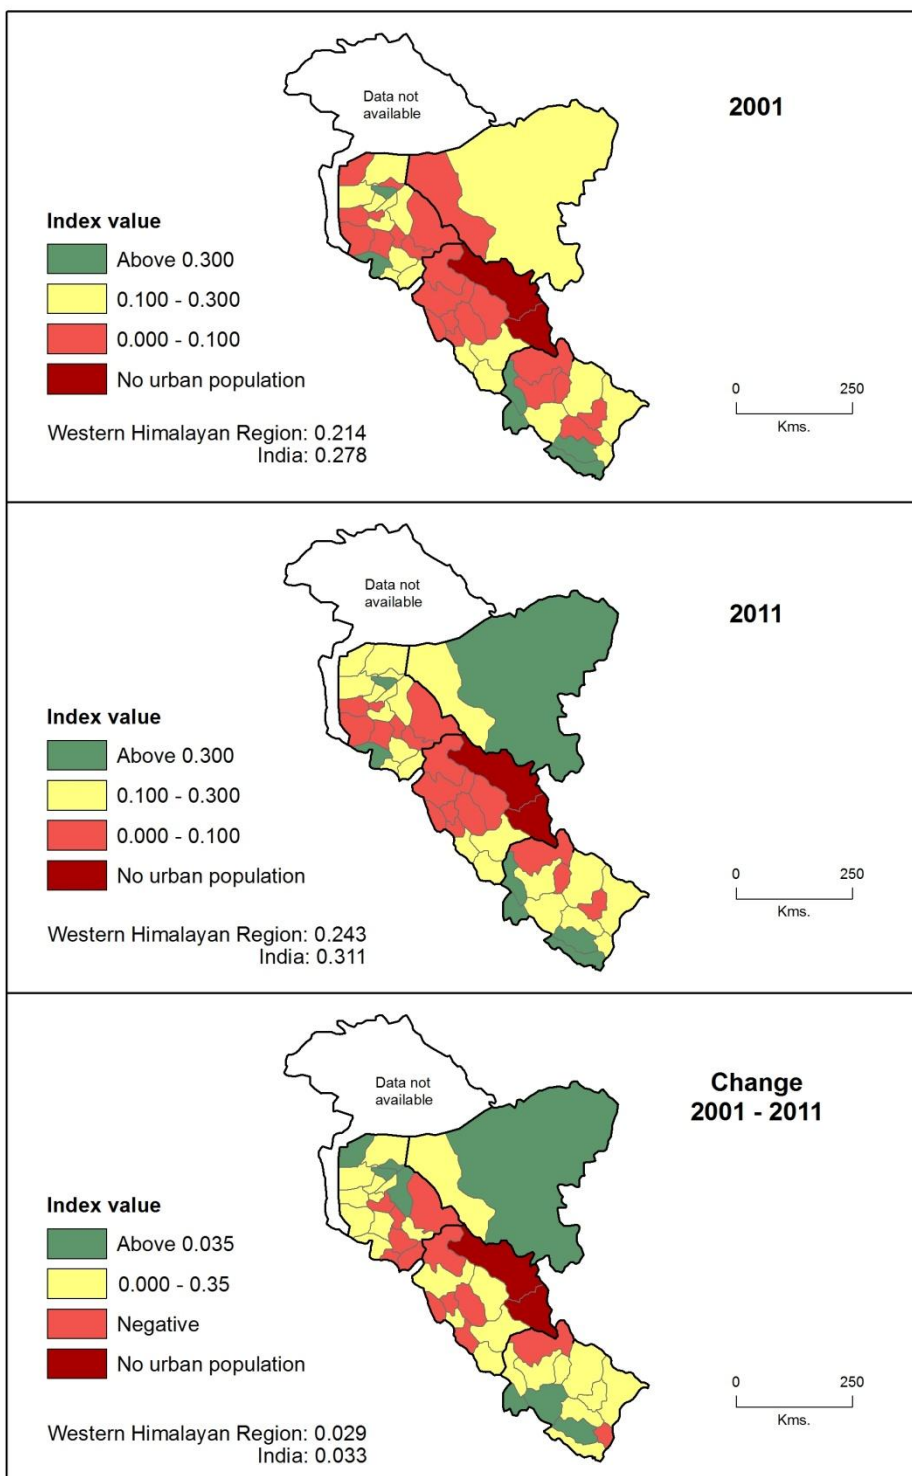 Data not
available
2001
Index value
Above 0.300
0.100 - 0.300
0.000 - 0.100
No urban population
Western Himalayan Region: 0.214
India: 0.278
0 250
Kms.
Data not
available
2011
Index value
Above 0.300
0.100 - 0.300
0.000 - 0.100
No urban population
Western Himalayan Region: 0.243
India: 0.311
0 250
Kms.
Data not
available
Change
2001 - 2011
Index value
Above 0.035
0.000 - 0.35
Negative
No urban population
Western Himalayan Region: 0.029
India: 0.033
0 250
Kms.